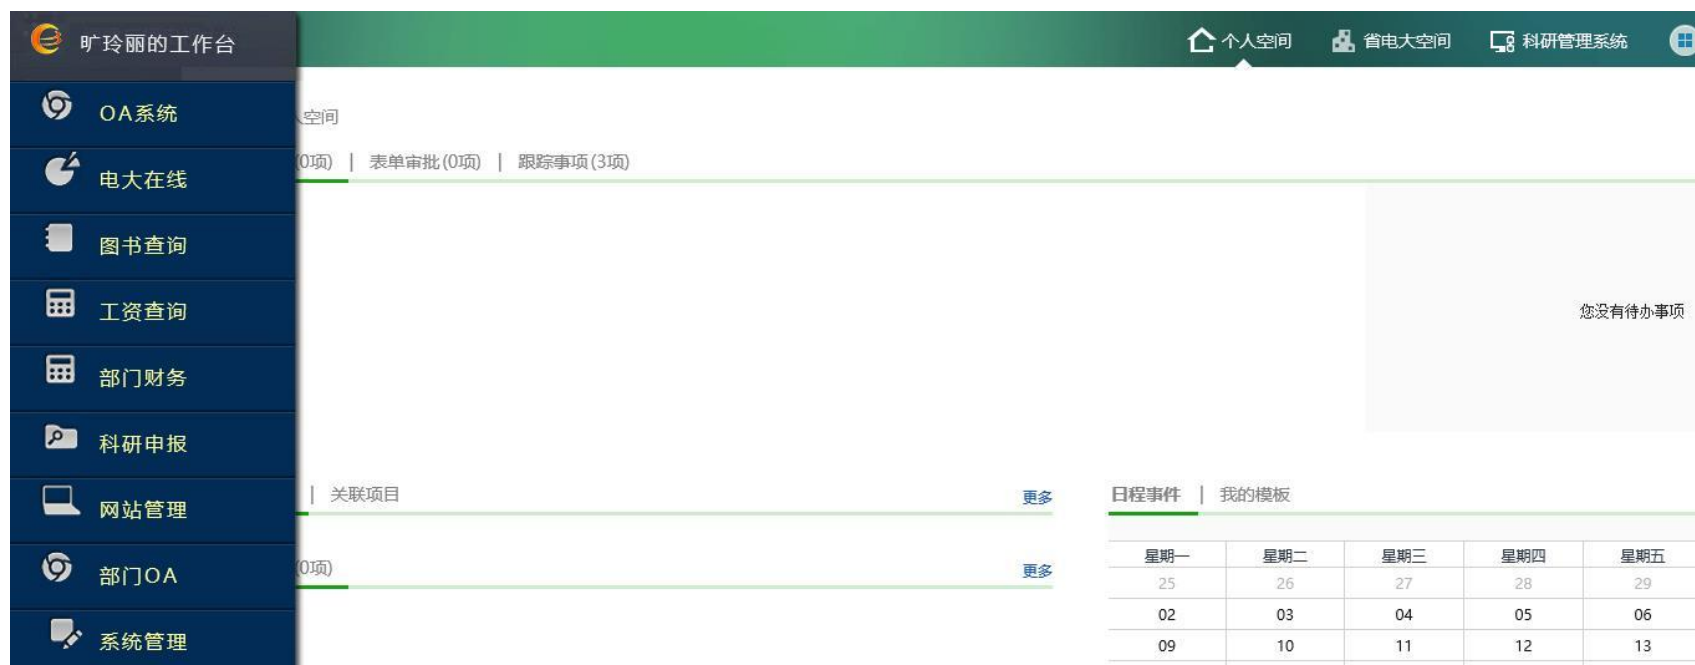 旷玲丽的工作台
个人空间 省电大空间 科研管理系统
OA系统
电大在线
图书查询
工资查询
部门财务
科研申报
网站管理
部门OA
系统管理
空间
(0项) | 表单审批(0项) | 跟踪事项(3项)
您没有待办事项
| 关联项目 更多
(0项) 更多
日程事件 | 我的模板
星期一 星期二 星期三 星期四 星期五
25 26 27 28 29
02 03 04 05 06
09 10 11 12 13